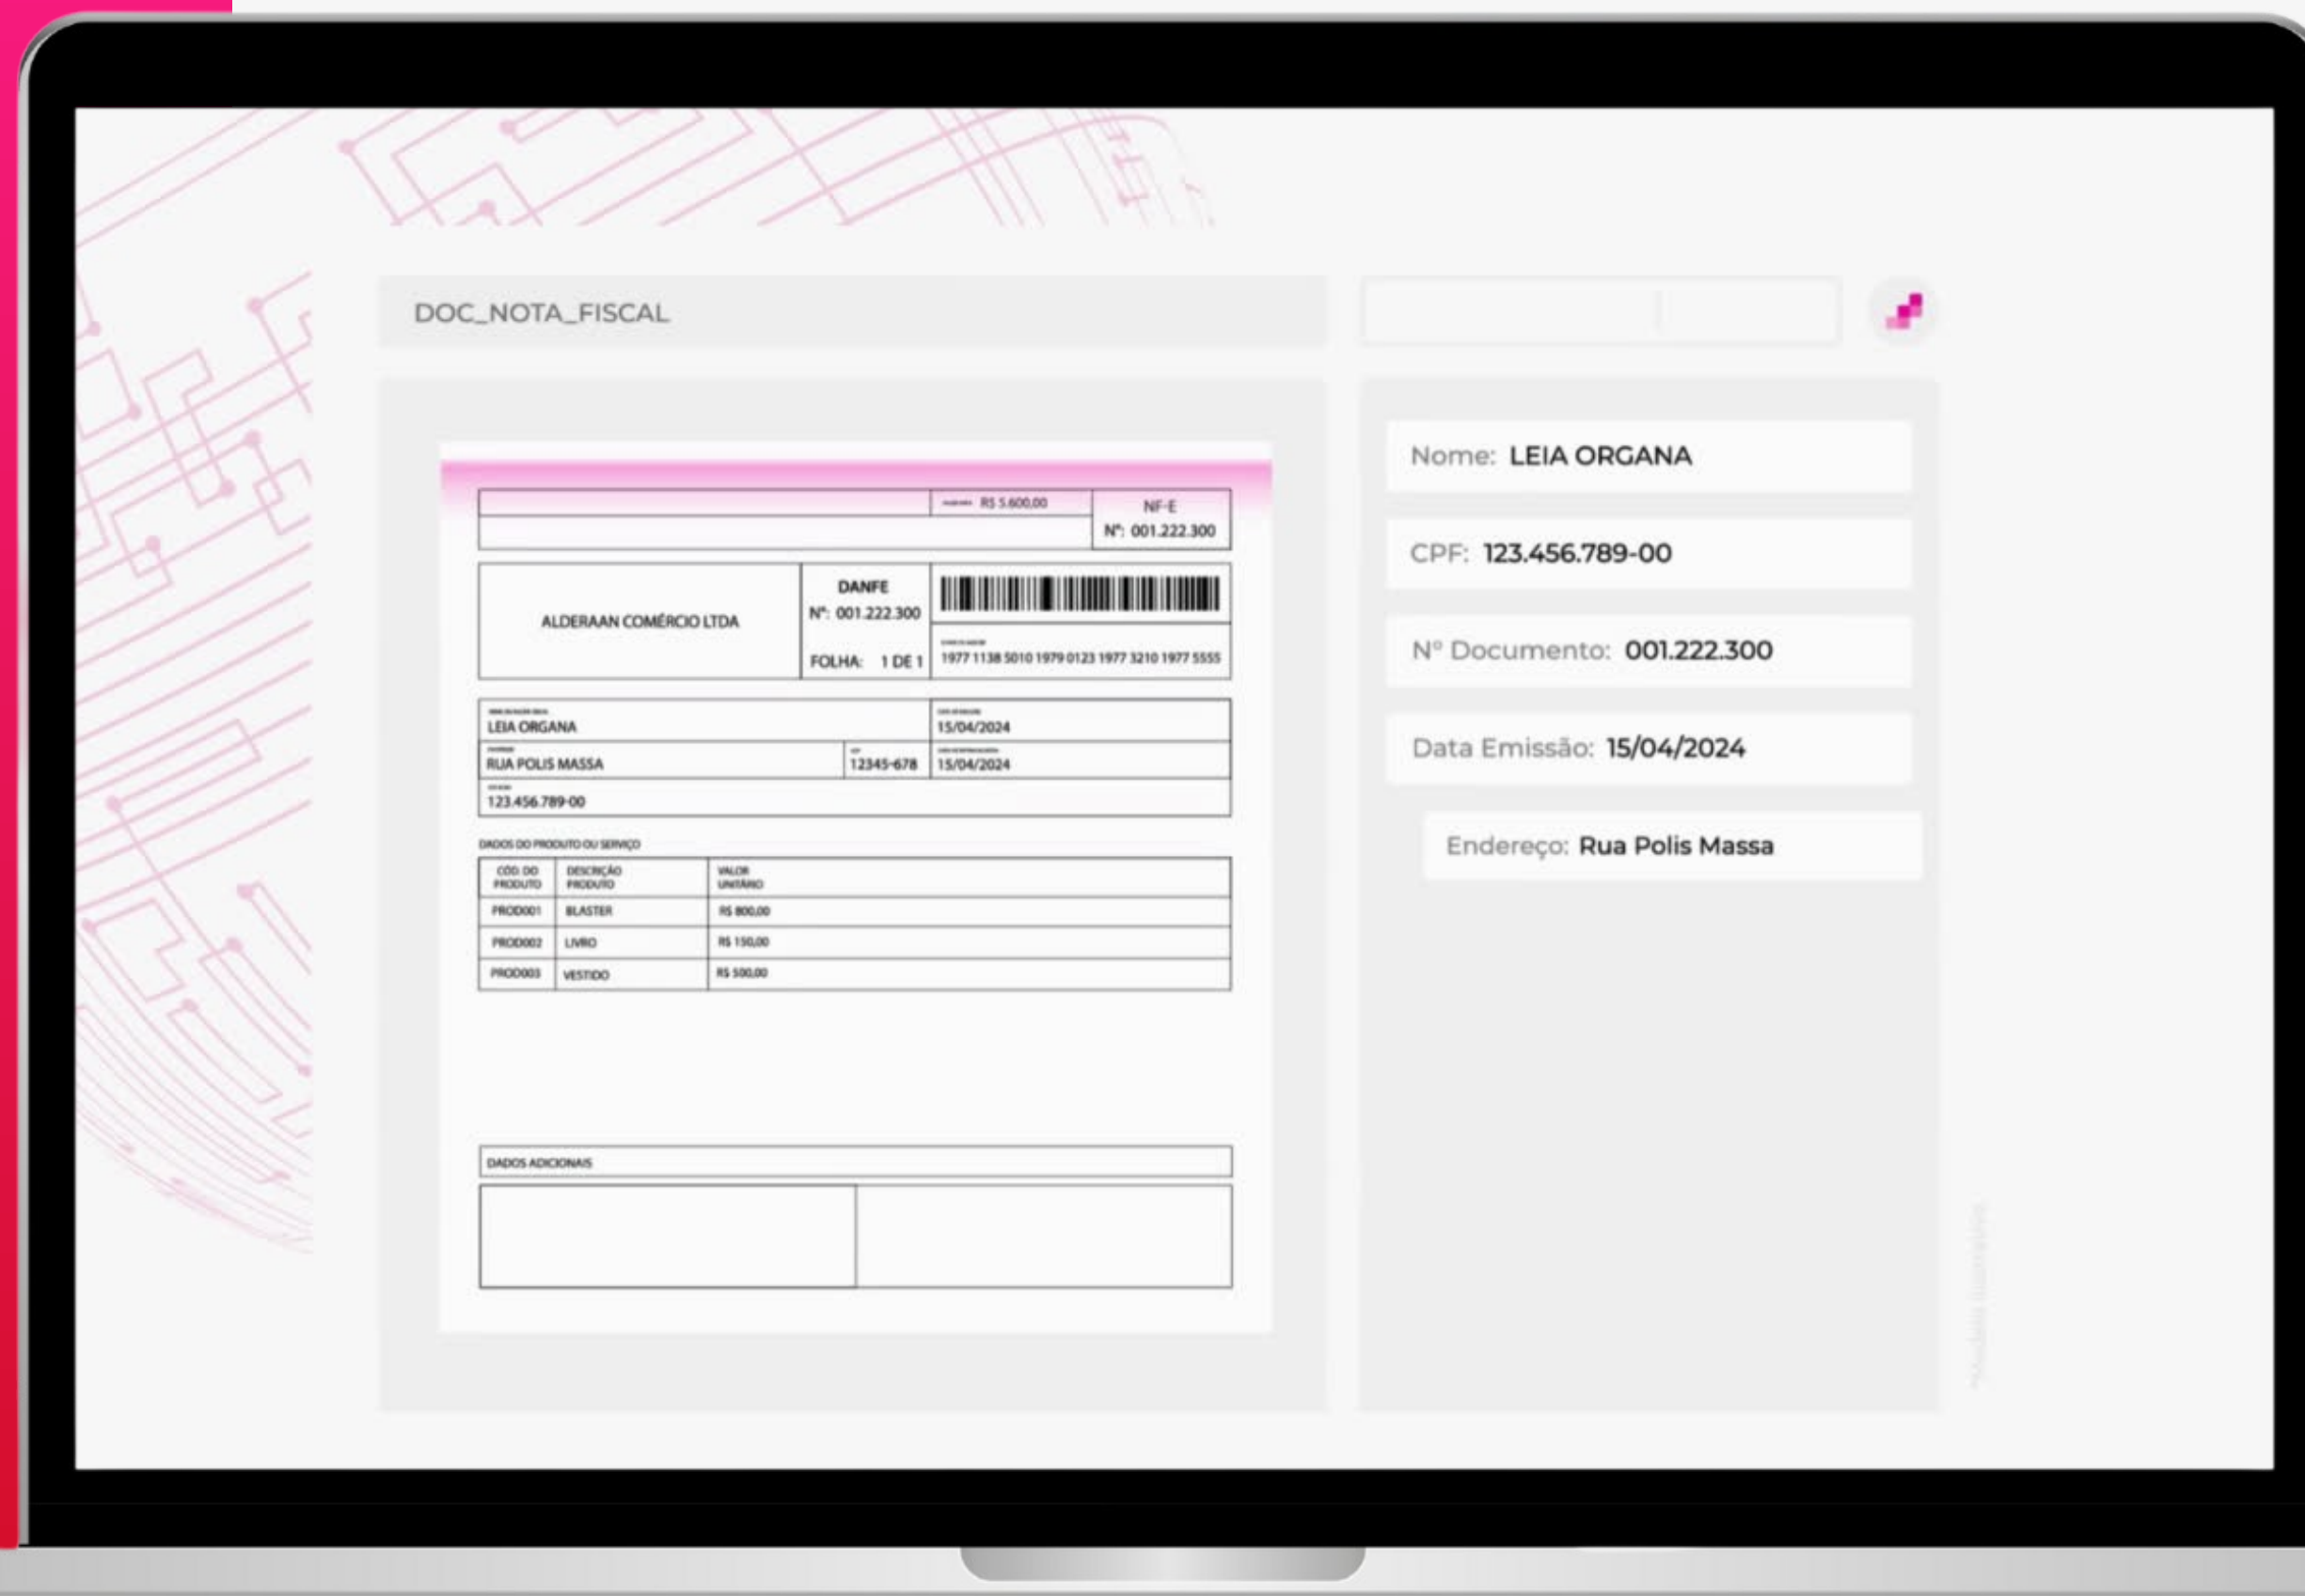 DOC_NOTA_FISCAL
R$ 5.600,00
NF-E
Nº: 001.222.300
ALDERAAN COMÉRCIO LTDA
DANFE
Nº: 001.222.300
FOLHA: 1 DE 1
1977 1138 5010 1979 0123 1977 3210 1977 5555
LEIA ORGANA
15/04/2024
RUA POLIS MASSA
12345-678
15/04/2024
123.456.789-00
DADOS DO PRODUTO OU SERVIÇO
CÓD. DO PRODUTO DESCRIÇÃO PRODUTO VALOR UNITÁRIO
PROD001 BLASTER R$ 800,00
PROD002 LIVRO R$ 150,00
PROD003 VESTIDO R$ 500,00
DADOS ADICIONAIS
Nome: LEIA ORGANA
CPF: 123.456.789-00
Nº Documento: 001.222.300
Data Emissão: 15/04/2024
Endereço: Rua Polis Massa